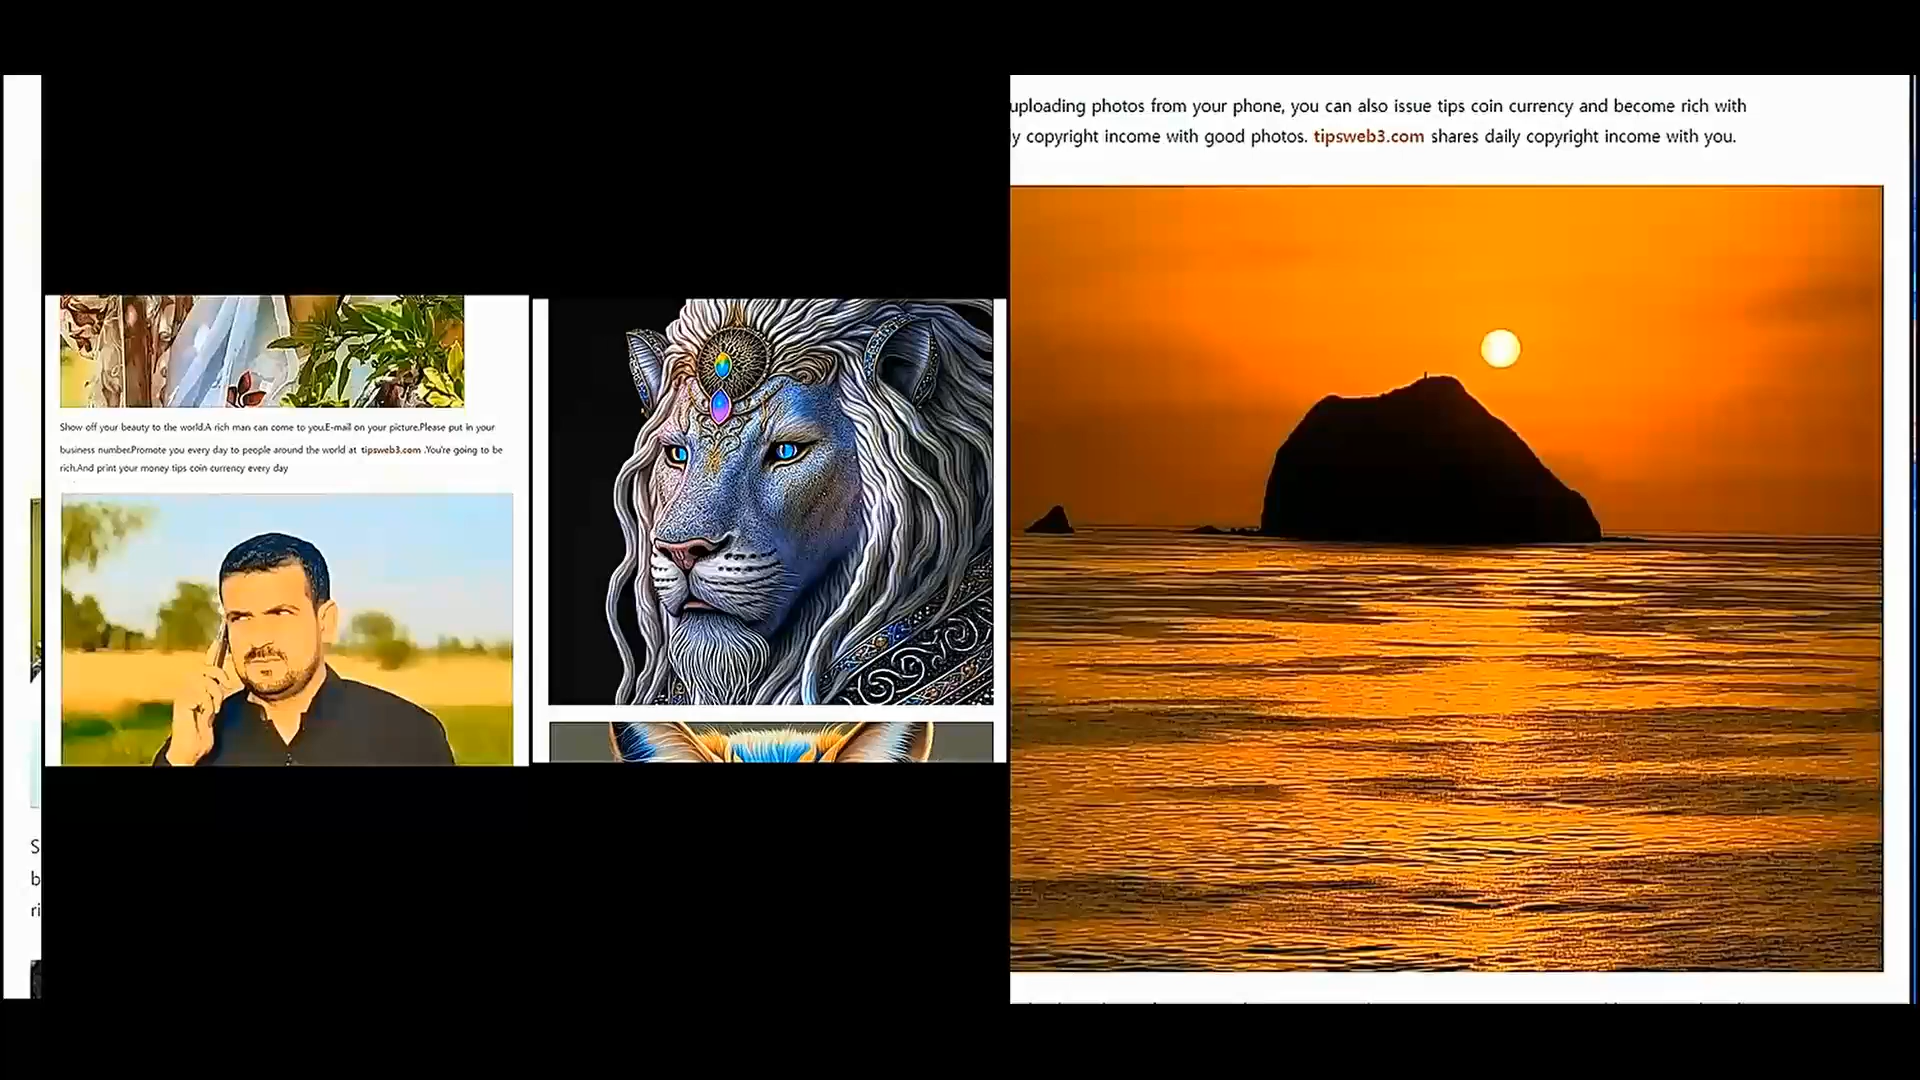 S
b
ri
Show off your beauty to the world.A rich man can come to you.E-mail on your picture.Please put in your
business number.Promote you every day to people around the world at tipsweb3.com .You're going to be
rich.And print your money tips coin currency every day
uploading photos from your phone, you can also issue tips coin currency and become rich with
y copyright income with good photos. tipsweb3.com shares daily copyright income with you.